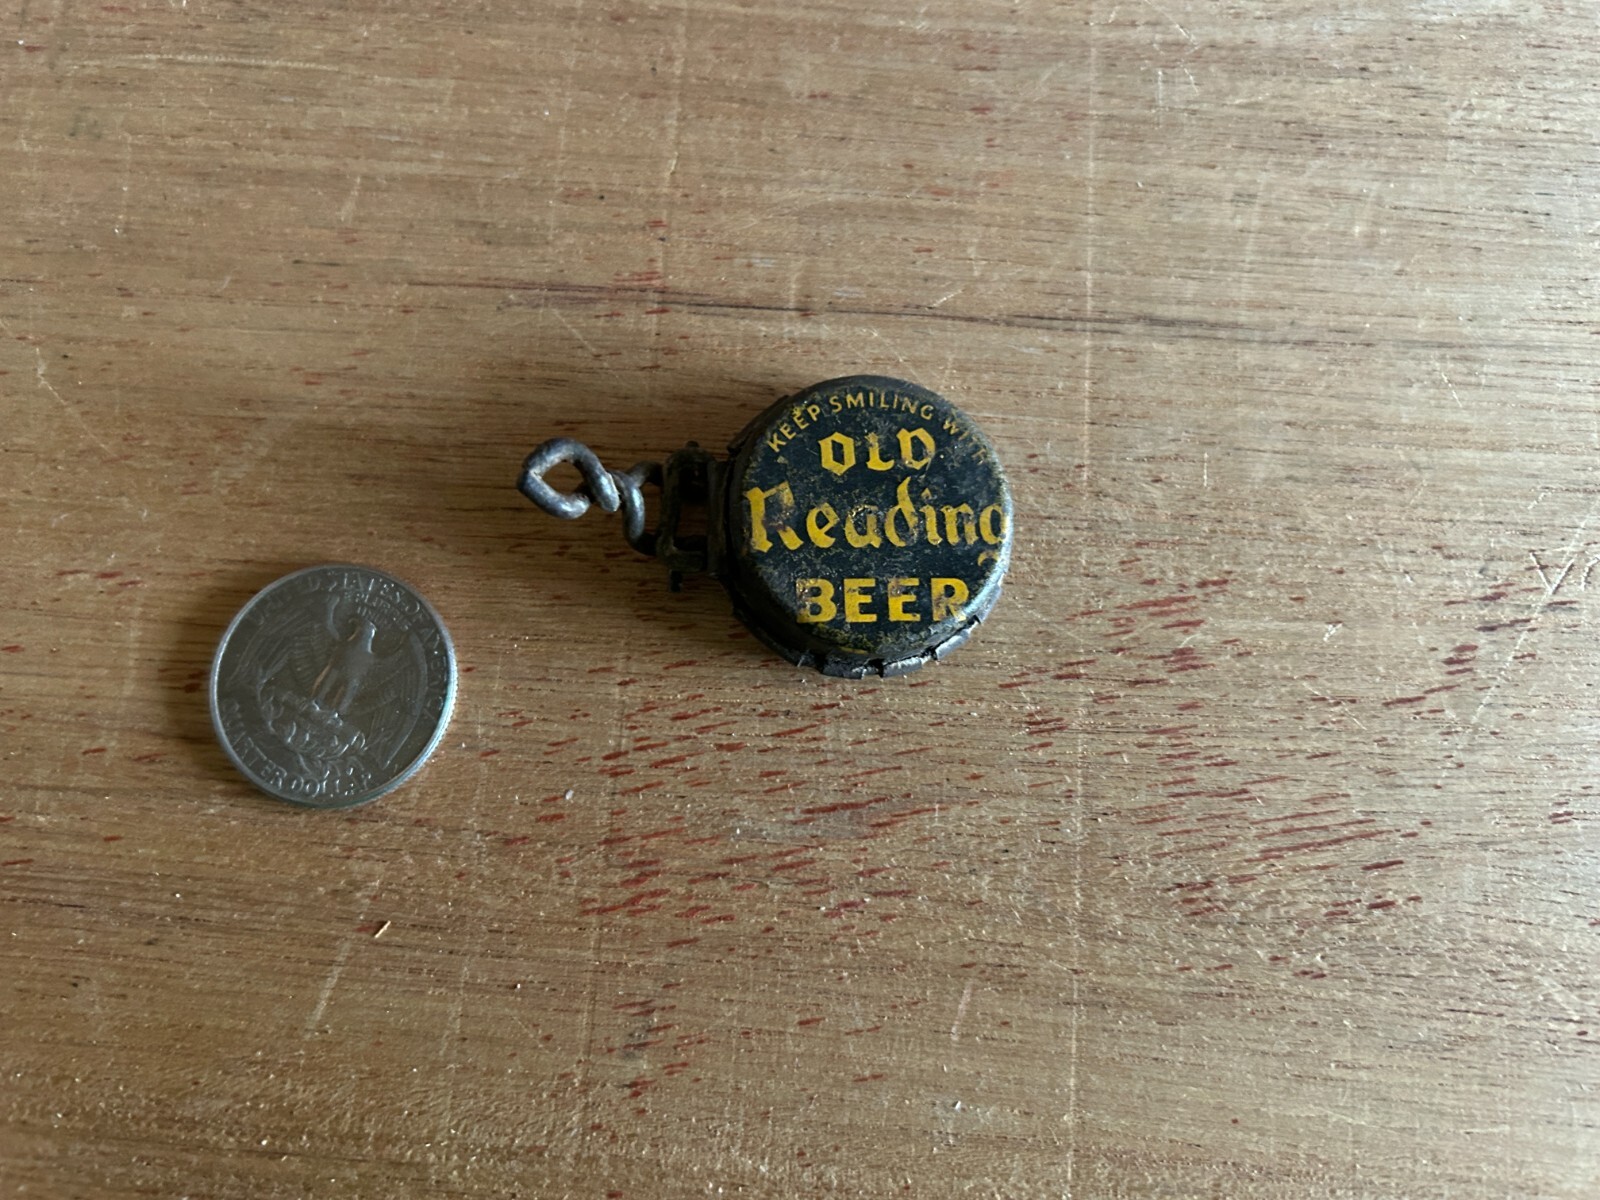 KEEP SMILING WITH
OLD
Reading
BEER
QUARTER DOLLAR